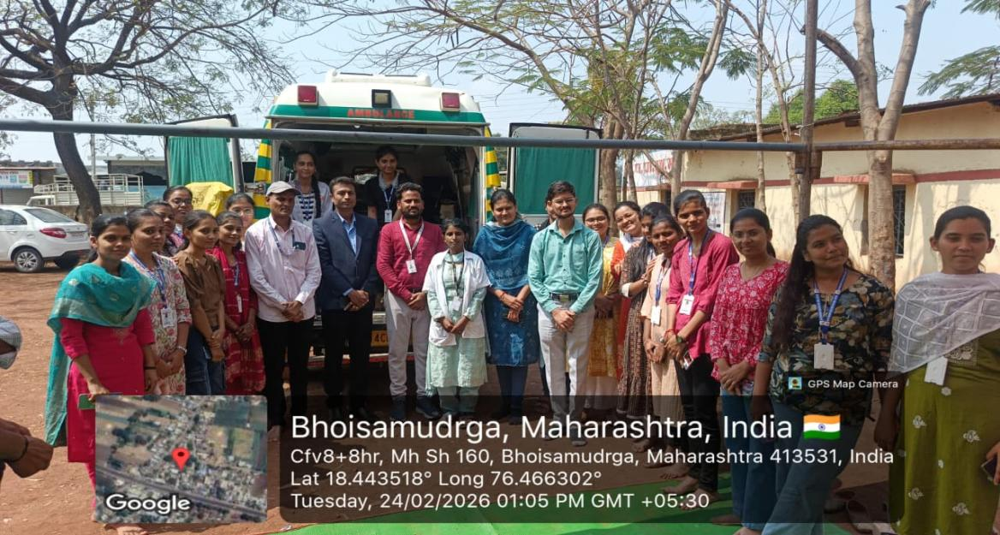 AMBULANCE
GPS Map Camera
Bhoisamudrga, Maharashtra, India 🇮🇳
Cfv8+8hr, Mh Sh 160, Bhoisamudrga, Maharashtra 413531, India
Lat 18.443518° Long 76.466302°
Tuesday, 24/02/2026 01:05 PM GMT +05:30
Google